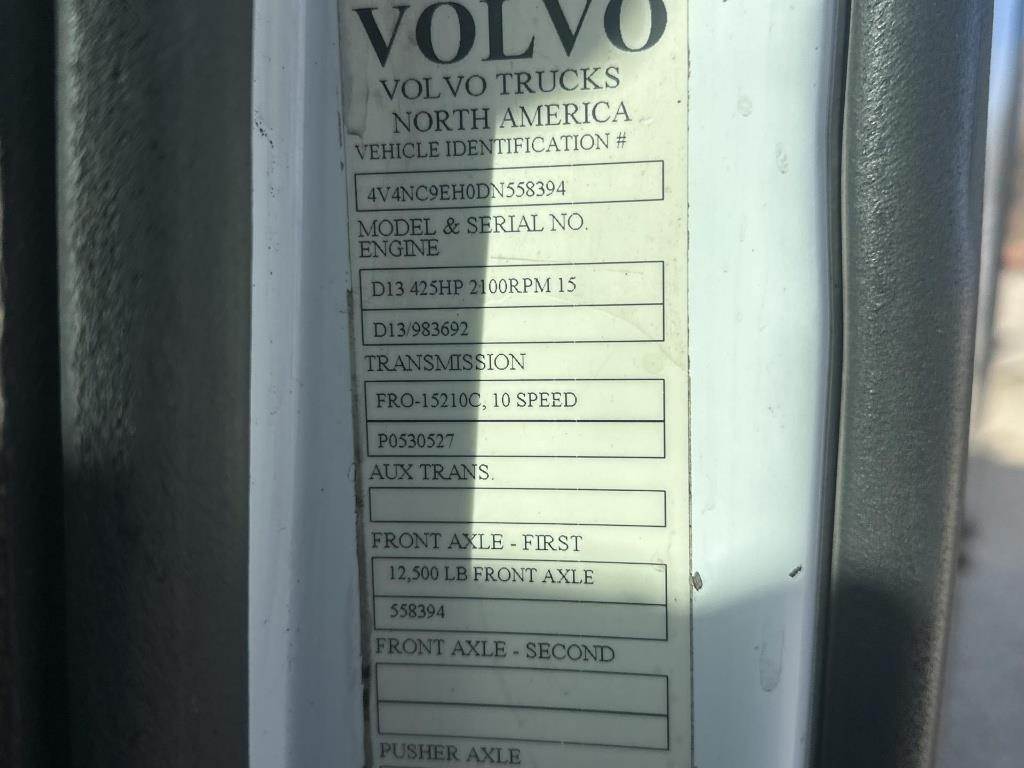 VOLVO
VOLVO TRUCKS
NORTH AMERICA
VEHICLE IDENTIFICATION #
4V4NC9EH0DN558394
MODEL & SERIAL NO.
ENGINE
D13 425HP 2100RPM 15
D13/983692
TRANSMISSION
FRO-15210C, 10 SPEED
P0530527
AUX TRANS.
FRONT AXLE - FIRST
12,500 LB FRONT AXLE
558394
FRONT AXLE - SECOND
PUSHER AXLE